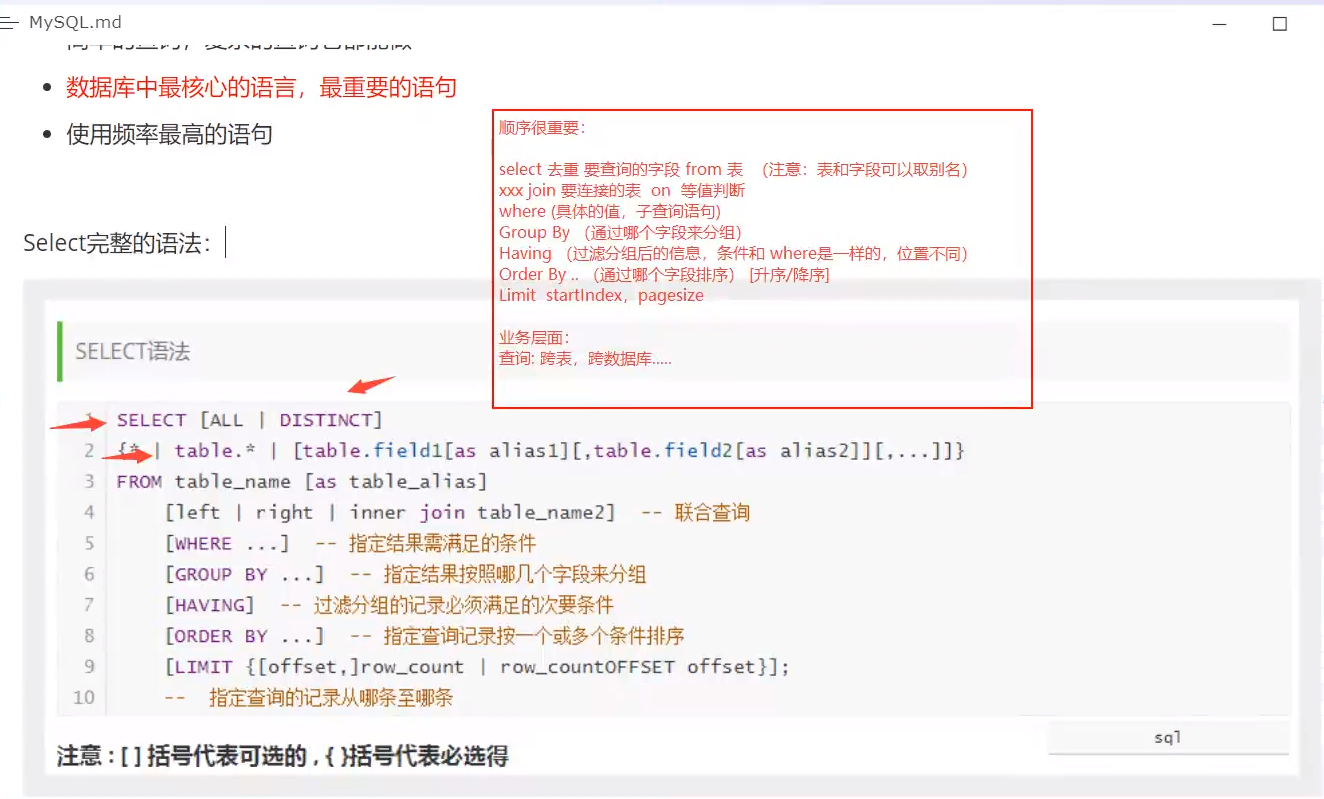 MySQL.md
数据库中最核心的语言，最重要的语句
使用频率最高的语句
顺序很重要：
select 去重 要查询的字段 from 表 （注意：表和字段可以取别名）
xxx join 要连接的表 on 等值判断
where (具体的值，子查询语句)
Group By （通过哪个字段来分组）
Having （过滤分组后的信息，条件和 where是一样的，位置不同）
Order By .. （通过哪个字段排序） [升序/降序]
Limit startIndex，pagesize
业务层面：
查询: 跨表，跨数据库.....
Select完整的语法：
SELECT语法
1 SELECT [ALL | DISTINCT]
2 {* | table.* | [table.field1[as alias1][,table.field2[as alias2]][,...]]}
3 FROM table_name [as table_alias]
4 [left | right | inner join table_name2] -- 联合查询
5 [WHERE ...] -- 指定结果需满足的条件
6 [GROUP BY ...] -- 指定结果按照哪几个字段来分组
7 [HAVING] -- 过滤分组的记录必须满足的次要条件
8 [ORDER BY ...] -- 指定查询记录按一个或多个条件排序
9 [LIMIT {[offset,]row_count | row_countOFFSET offset}];
10 -- 指定查询的记录从哪条至哪条
sql
注意 : [ ] 括号代表可选的 , { }括号代表必选得